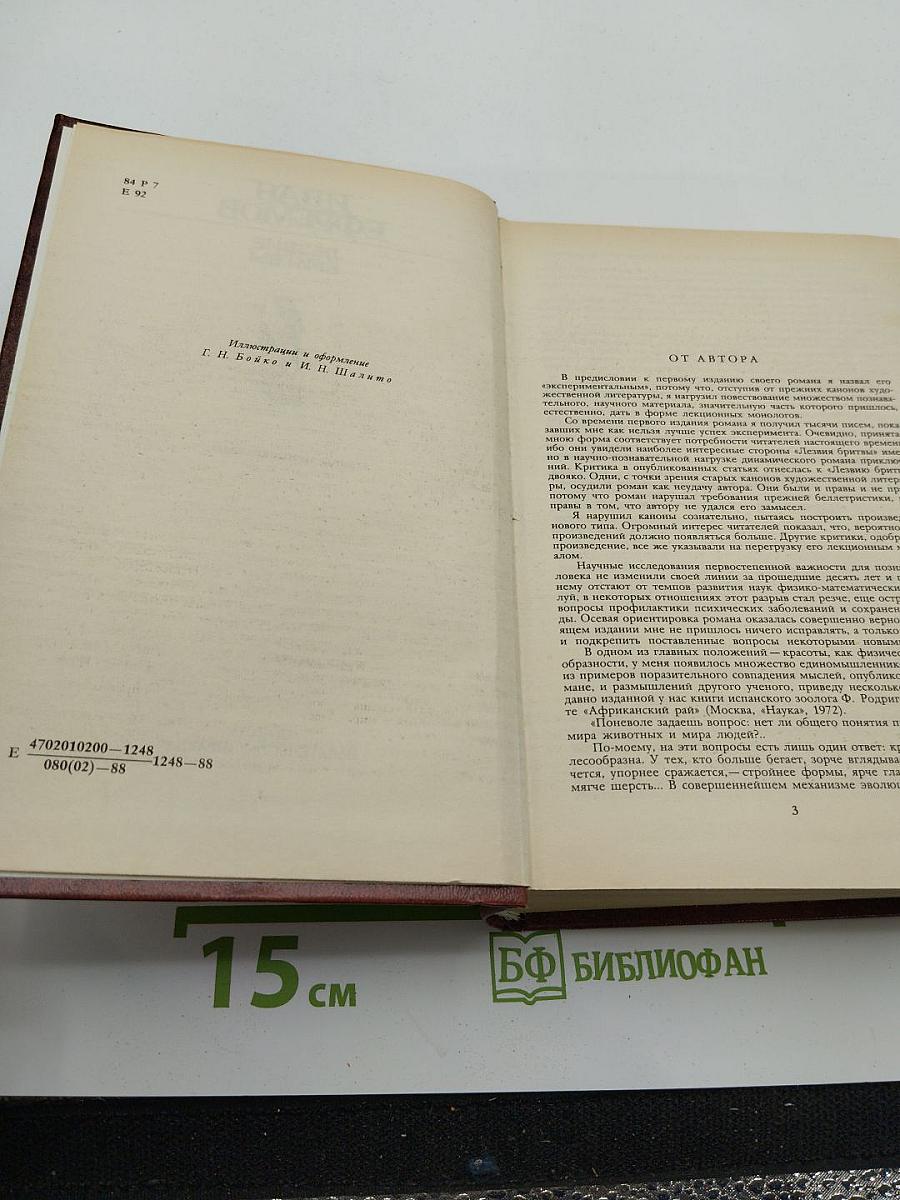 84 Р 7
Е 92
Иллюстрации и оформление
Г. Н. Бойко и И. Н. Шалито
Е 4702010200—1248
080(02)—88
1248—88
ОТ АВТОРА
В предисловии к первому изданию своего романа я назвал его
«экспериментальным», потому что, отступив от прежних канонов худо-
жественной литературы, я нагрузил повествование множеством познава-
тельного, научного материала, значительную часть которого пришлось,
естественно, дать в форме лекционных монологов.
Со времени первого издания романа я получил тысячи писем, пока-
завших мне как нельзя лучше успех эксперимента. Очевидно, принята
мною форма соответствует потребности читателей настоящего времени
ибо они увидели наиболее интересные стороны «Лезвия бритвы» име
но в научно-познавательной нагрузке динамического романа приключ
ний. Критика в опубликованных статьях отнеслась к «Лезвию брит
двояко. Одни, с точки зрения старых канонов художественной литер
ры, осудили роман как неудачу автора. Они были и правы и не пр
потому что роман нарушал требования прежней беллетристики,
правы в том, что автору не удался его замысел.
Я нарушил каноны сознательно, пытаясь построить произвед
нового типа. Огромный интерес читателей показал, что, вероятно
произведений должно появляться больше. Другие критики, одобр
произведение, все же указывали на перегрузку его лекционным м
алом.
Научные исследования первостепенной важности для позн
ловека не изменили своей линии за прошедшие десять лет и п
нему отстают от темпов развития наук физико-математически
луй, в некоторых отношениях этот разрыв стал резче, еще остр
вопросы профилактики психических заболеваний и сохранен
ды. Осевая ориентировка романа оказалась совершенно верно
ящем издании мне не пришлось ничего исправлять, а только
и подкрепить поставленные вопросы некоторыми новым
В одном из главных положений — красоты, как физичес
образности, у меня появилось множество единомышленник
из примеров поразительного совпадения мыслей, опублико
мане, и размышлений другого ученого, приведу нескольк
давно изданной у нас книги испанского зоолога Ф. Родриг
те «Африканский рай» (Москва, «Наука», 1972).
«Поневоле задаешь вопрос: нет ли общего понятия п
мира животных и мира людей?..
По-моему, на эти вопросы есть лишь один ответ: кр
лесообразна. У тех, кто больше бегает, зорче вглядыва
чется, упорнее сражается,— стройнее формы, ярче гла
мягче шерсть... В совершеннейшем механизме эволюц
3
15 см
БФ БИБЛИОФАН